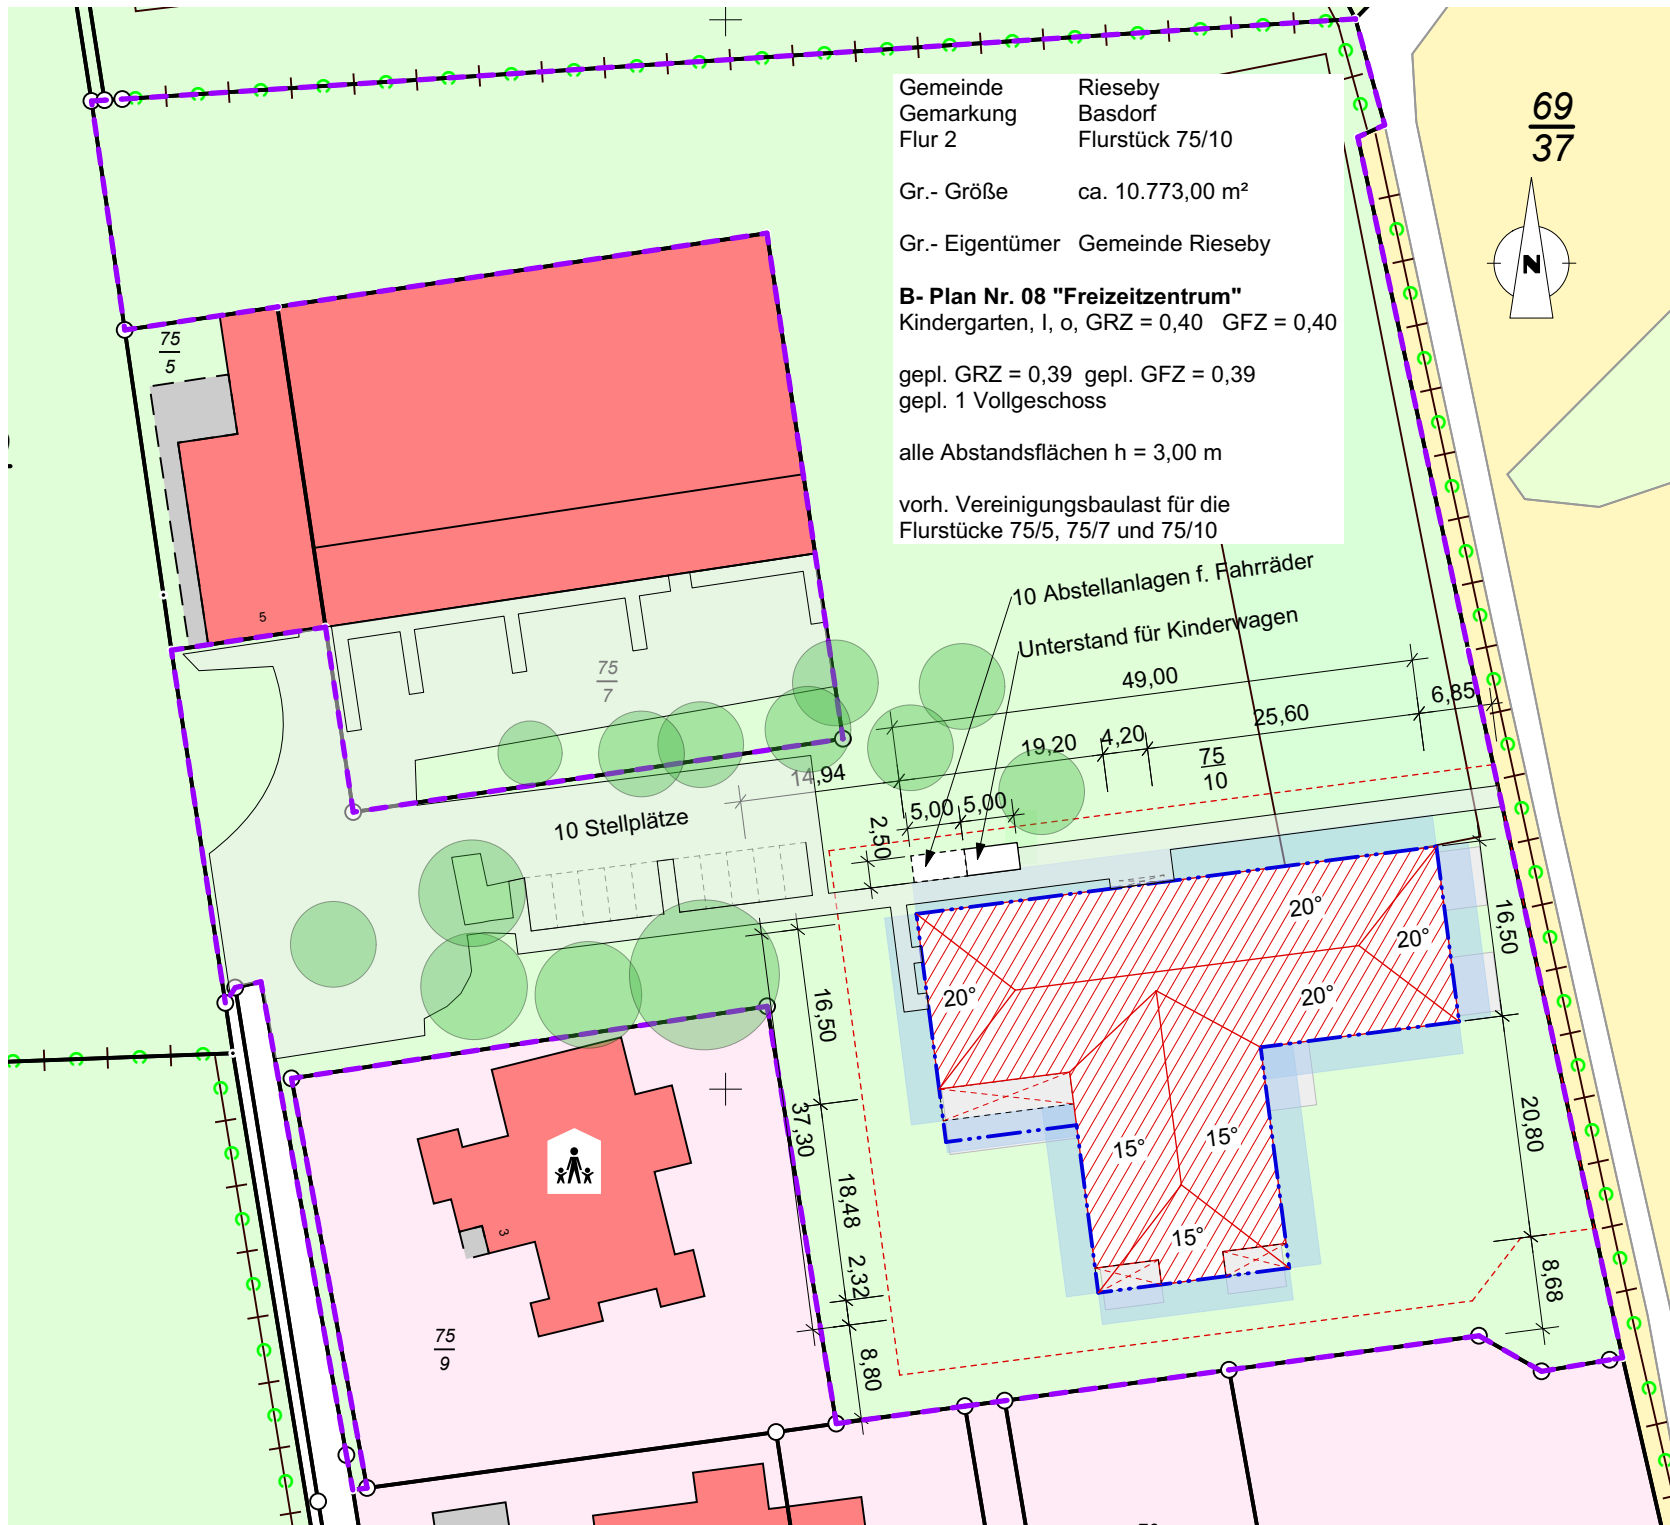 Gemeinde Rieseby
Gemarkung Basdorf
Flur 2 Flurstück 75/10
Gr.- Größe ca. 10.773,00 m²
Gr.- Eigentümer Gemeinde Rieseby
B- Plan Nr. 08 "Freizeitzentrum"
Kindergarten, I, o, GRZ = 0,40 GFZ = 0,40
gepl. GRZ = 0,39 gepl. GFZ = 0,39
gepl. 1 Vollgeschoss
alle Abstandsflächen h = 3,00 m
vorh. Vereinigungsbaulast für die
Flurstücke 75/5, 75/7 und 75/10
69
37
N
75
5
5
10 Abstellanlagen f. Fahrräder
Unterstand für Kinderwagen
75
7
49,00
6,85
25,60
19,20
4,20
75
10
14,94
5,00
5,00
2,50
10 Stellplätze
20°
20°
20°
20°
16,50
16,50
37,30
20,80
15°
15°
15°
18,48
2,32
8,68
8,80
3
75
9